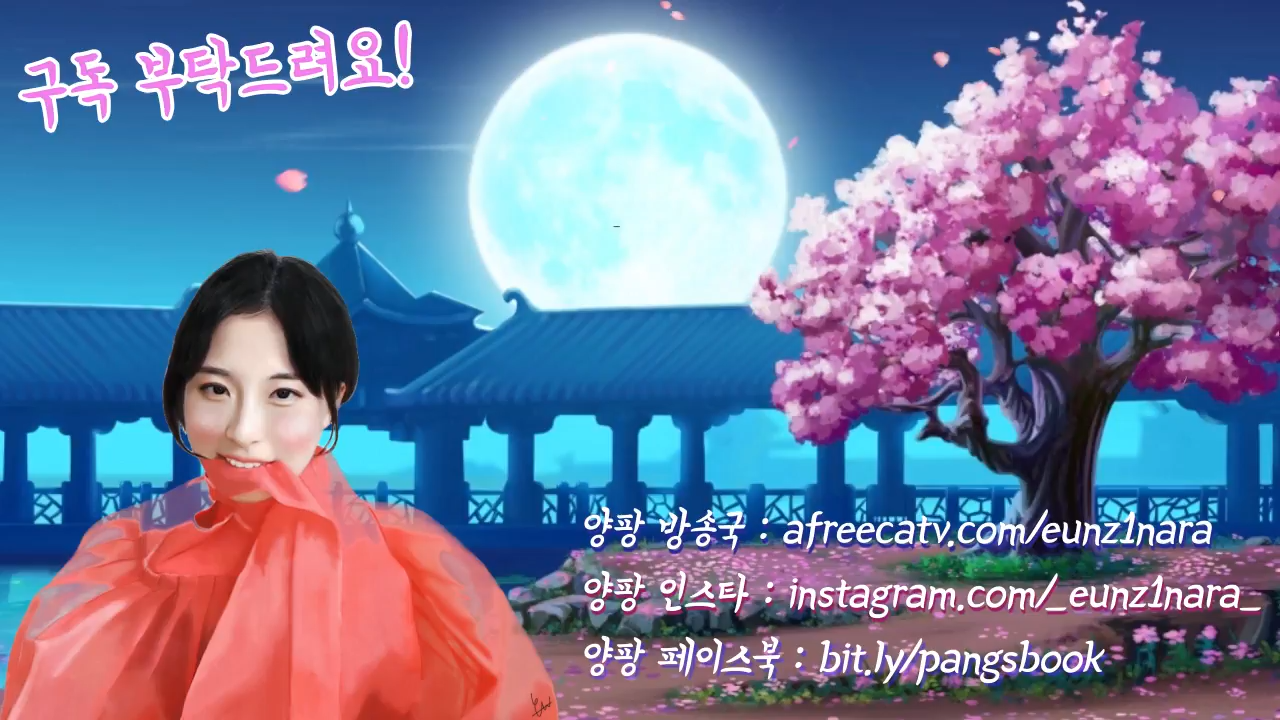 구독 부탁드려요!
양팡 방송국 : afreecatv.com/eunz1nara
양팡 인스타 : instagram.com/_eunz1nara_
양팡 페이스북 : bit.ly/pangsbook